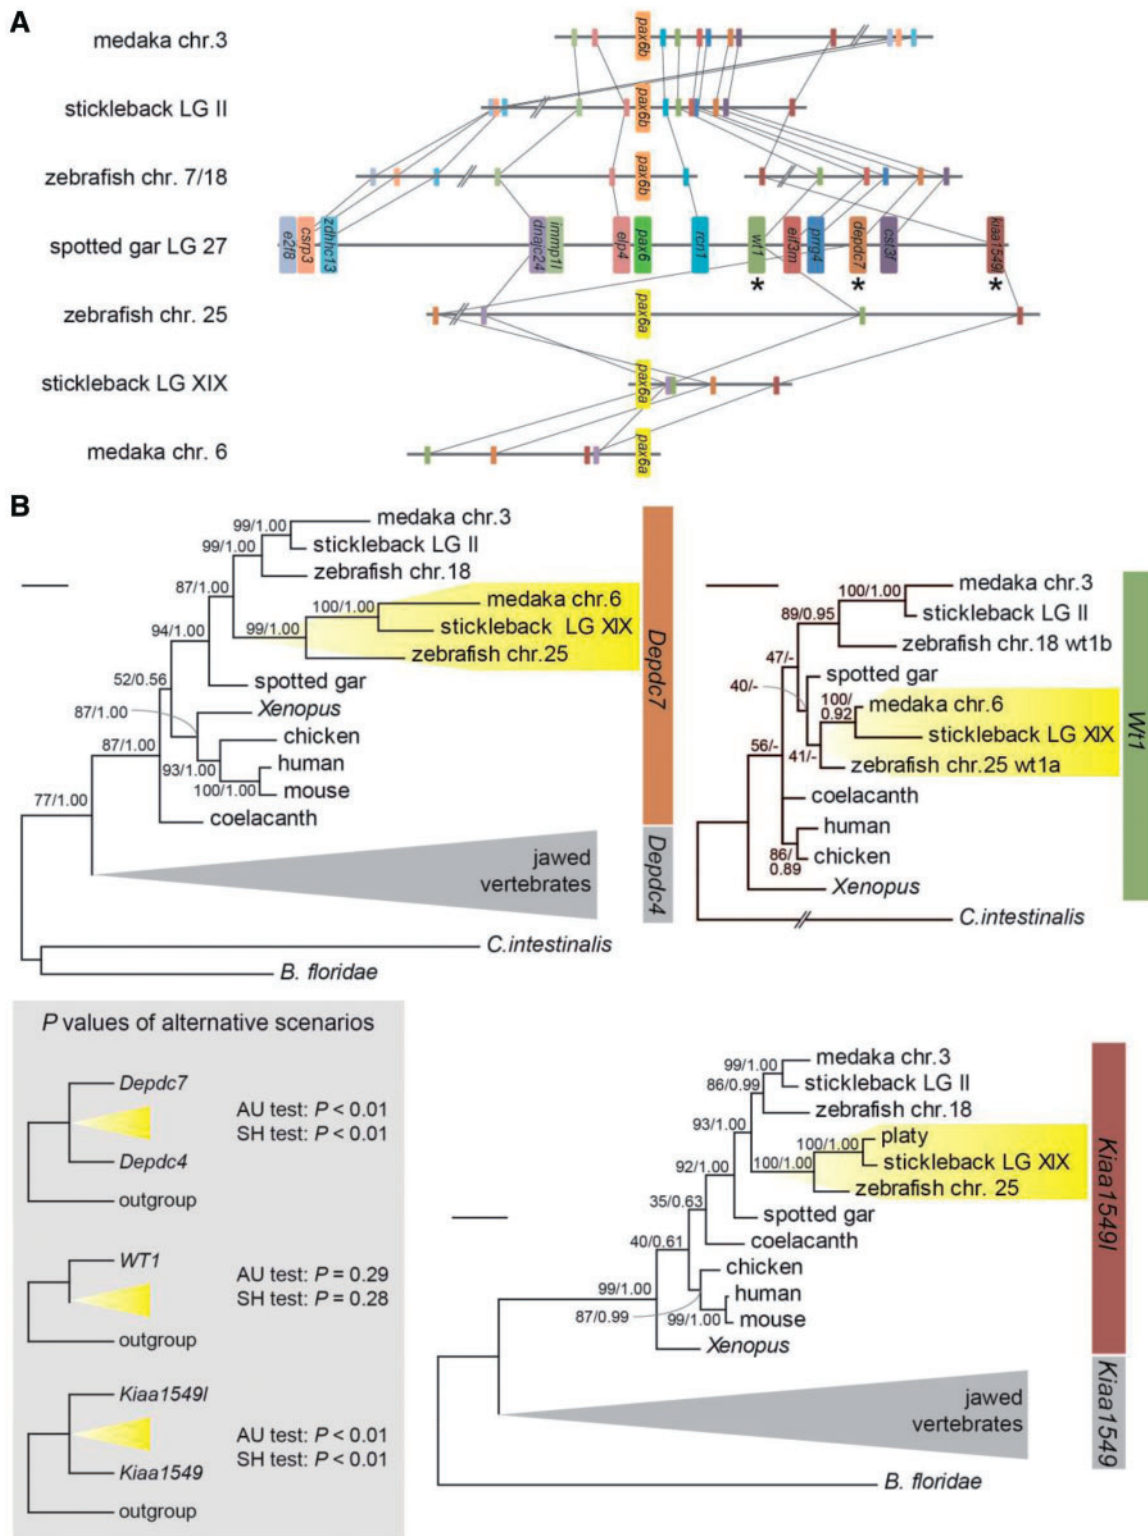 A
medaka chr.3
pax6b
stickleback LG II
pax6b
zebrafish chr. 7/18
pax6b
spotted gar LG 27
e2f8
csrp3
zdhhc13
dnajc24
immp1l
elp4
pax6
rcn1
wt1
eif3m
prrg4
depdc7
cst3f
kiaa1549l
* * *
zebrafish chr. 25
pax6a
stickleback LG XIX
pax6a
medaka chr. 6
pax6a
B
99/1.00
medaka chr.3
99/1.00
stickleback LG II
87/1.00
zebrafish chr.18
100/1.00
medaka chr.6
94/1.00
99/1.00
stickleback LG XIX
zebrafish chr.25
52/0.56
spotted gar
87/1.00
Xenopus
87/1.00
chicken
93/1.00
human
100/1.00
mouse
77/1.00
coelacanth
jawed
vertebrates
C.intestinalis
B. floridae
Depdc7
Depdc4
100/1.00
medaka chr.3
89/0.95
stickleback LG II
zebrafish chr.18 wt1b
47/-
spotted gar
40/-
100/
0.92
medaka chr.6
stickleback LG XIX
41/-
zebrafish chr.25 wt1a
56/-
coelacanth
human
86/
0.89
chicken
Xenopus
C.intestinalis
Wt1
P values of alternative scenarios
Depdc7
AU test: P < 0.01
SH test: P < 0.01
Depdc4
outgroup
WT1
AU test: P = 0.29
SH test: P = 0.28
outgroup
Kiaa1549l
AU test: P < 0.01
SH test: P < 0.01
Kiaa1549
outgroup
99/1.00
medaka chr.3
86/0.99
stickleback LG II
zebrafish chr.18
93/1.00
platy
100/1.00
stickleback LG XIX
100/1.00
zebrafish chr. 25
92/1.00
spotted gar
35/0.63
coelacanth
40/0.61
chicken
99/1.00
human
87/0.99
99/1.00
mouse
Xenopus
jawed
vertebrates
B. floridae
Kiaa1549l
Kiaa1549